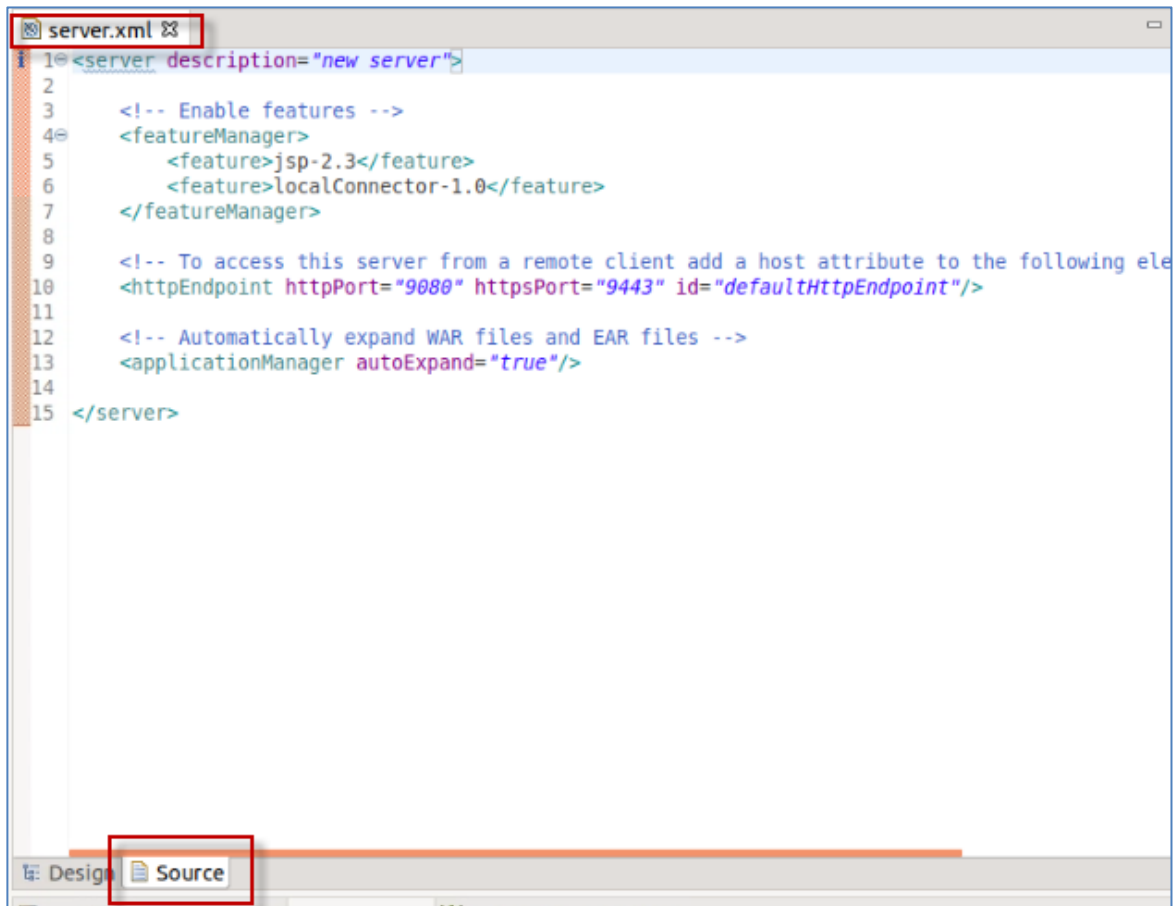 server.xml
1 <server description="new server">
2
3 <!-- Enable features -->
4 <featureManager>
5 <feature>jsp-2.3</feature>
6 <feature>localConnector-1.0</feature>
7 </featureManager>
8
9 <!-- To access this server from a remote client add a host attribute to the following ele
10 <httpEndpoint httpPort="9080" httpsPort="9443" id="defaultHttpEndpoint"/>
11
12 <!-- Automatically expand WAR files and EAR files -->
13 <applicationManager autoExpand="true"/>
14
15 </server>
Design Source